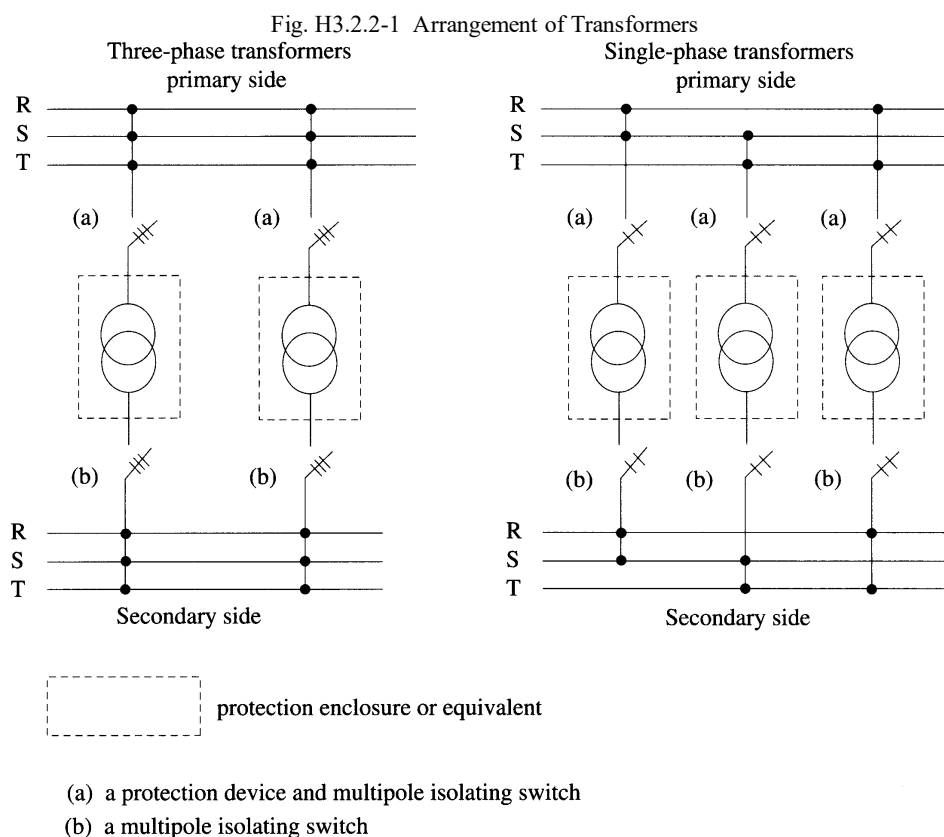 Fig. H3.2.2-1 Arrangement of Transformers
Three-phase transformers
primary side
R
S
T
(a)
(a)
(b)
(b)
R
S
T
Secondary side
Single-phase transformers
primary side
R
S
T
(a)
(a)
(a)
(b)
(b)
(b)
R
S
T
Secondary side
protection enclosure or equivalent
(a) a protection device and multipole isolating switch
(b) a multipole isolating switch